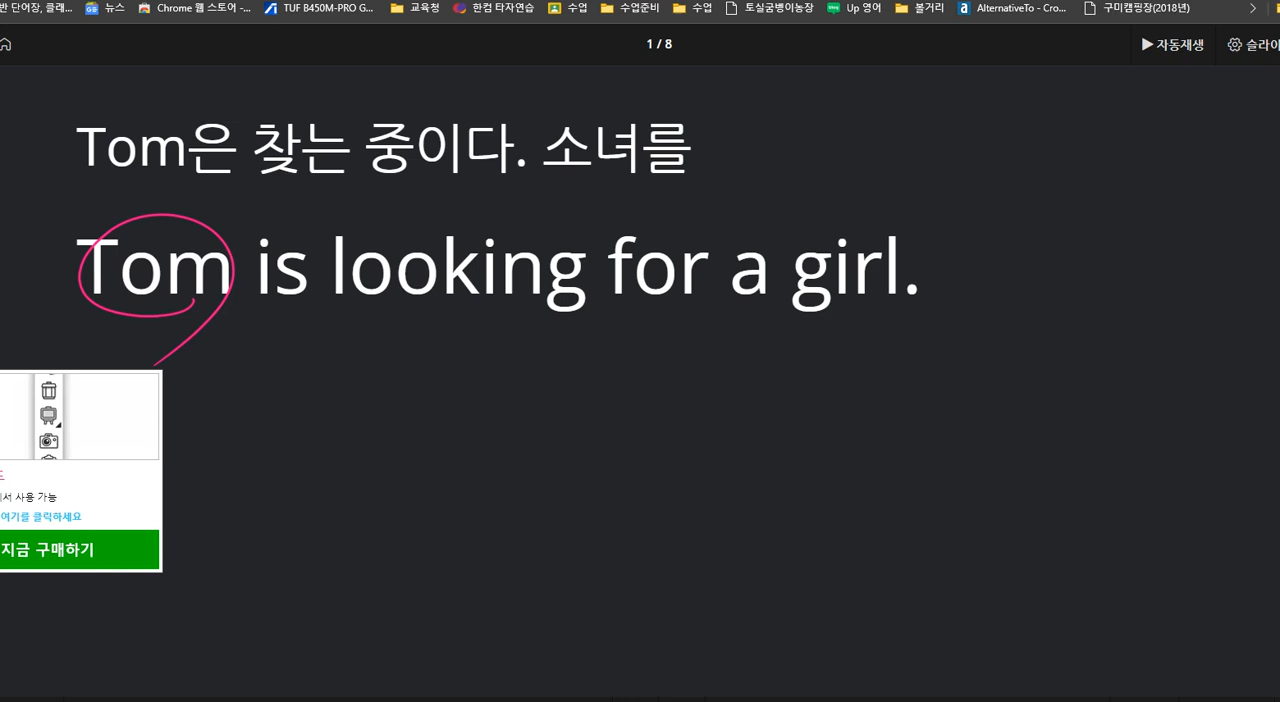 반 단어장, 클래... 뉴스 Chrome 웹 스토어 -... TUF B450M-PRO G... 교육청 한컴 타자연습 수업 수업준비 수업 토실굼벵이농장 Up 영어 볼거리 AlternativeTo - Cro... 구미캠핑장(2018년)
1 / 8 자동재생 슬라이
Tom은 찾는 중이다. 소녀를
Tom is looking for a girl.
에서 사용 가능
여기를 클릭하세요
지금 구매하기